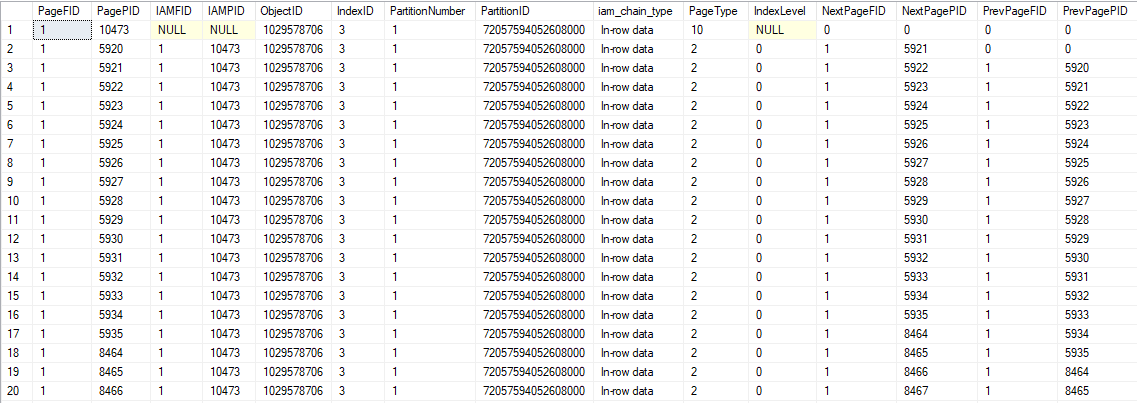 PageFID PagePID IAMFID IAMPID ObjectID IndexID PartitionNumber PartitionID iam_chain_type PageType IndexLevel NextPageFID NextPagePID PrevPageFID PrevPagePID
1 1 10473 NULL NULL 1029578706 3 1 72057594052608000 In-row data 10 NULL 0 0 0 0
2 1 5920 1 10473 1029578706 3 1 72057594052608000 In-row data 2 0 1 5921 0 0
3 1 5921 1 10473 1029578706 3 1 72057594052608000 In-row data 2 0 1 5922 1 5920
4 1 5922 1 10473 1029578706 3 1 72057594052608000 In-row data 2 0 1 5923 1 5921
5 1 5923 1 10473 1029578706 3 1 72057594052608000 In-row data 2 0 1 5924 1 5922
6 1 5924 1 10473 1029578706 3 1 72057594052608000 In-row data 2 0 1 5925 1 5923
7 1 5925 1 10473 1029578706 3 1 72057594052608000 In-row data 2 0 1 5926 1 5924
8 1 5926 1 10473 1029578706 3 1 72057594052608000 In-row data 2 0 1 5927 1 5925
9 1 5927 1 10473 1029578706 3 1 72057594052608000 In-row data 2 0 1 5928 1 5926
10 1 5928 1 10473 1029578706 3 1 72057594052608000 In-row data 2 0 1 5929 1 5927
11 1 5929 1 10473 1029578706 3 1 72057594052608000 In-row data 2 0 1 5930 1 5928
12 1 5930 1 10473 1029578706 3 1 72057594052608000 In-row data 2 0 1 5931 1 5929
13 1 5931 1 10473 1029578706 3 1 72057594052608000 In-row data 2 0 1 5932 1 5930
14 1 5932 1 10473 1029578706 3 1 72057594052608000 In-row data 2 0 1 5933 1 5931
15 1 5933 1 10473 1029578706 3 1 72057594052608000 In-row data 2 0 1 5934 1 5932
16 1 5934 1 10473 1029578706 3 1 72057594052608000 In-row data 2 0 1 5935 1 5933
17 1 5935 1 10473 1029578706 3 1 72057594052608000 In-row data 2 0 1 8464 1 5934
18 1 8464 1 10473 1029578706 3 1 72057594052608000 In-row data 2 0 1 8465 1 5935
19 1 8465 1 10473 1029578706 3 1 72057594052608000 In-row data 2 0 1 8466 1 8464
20 1 8466 1 10473 1029578706 3 1 72057594052608000 In-row data 2 0 1 8467 1 8465